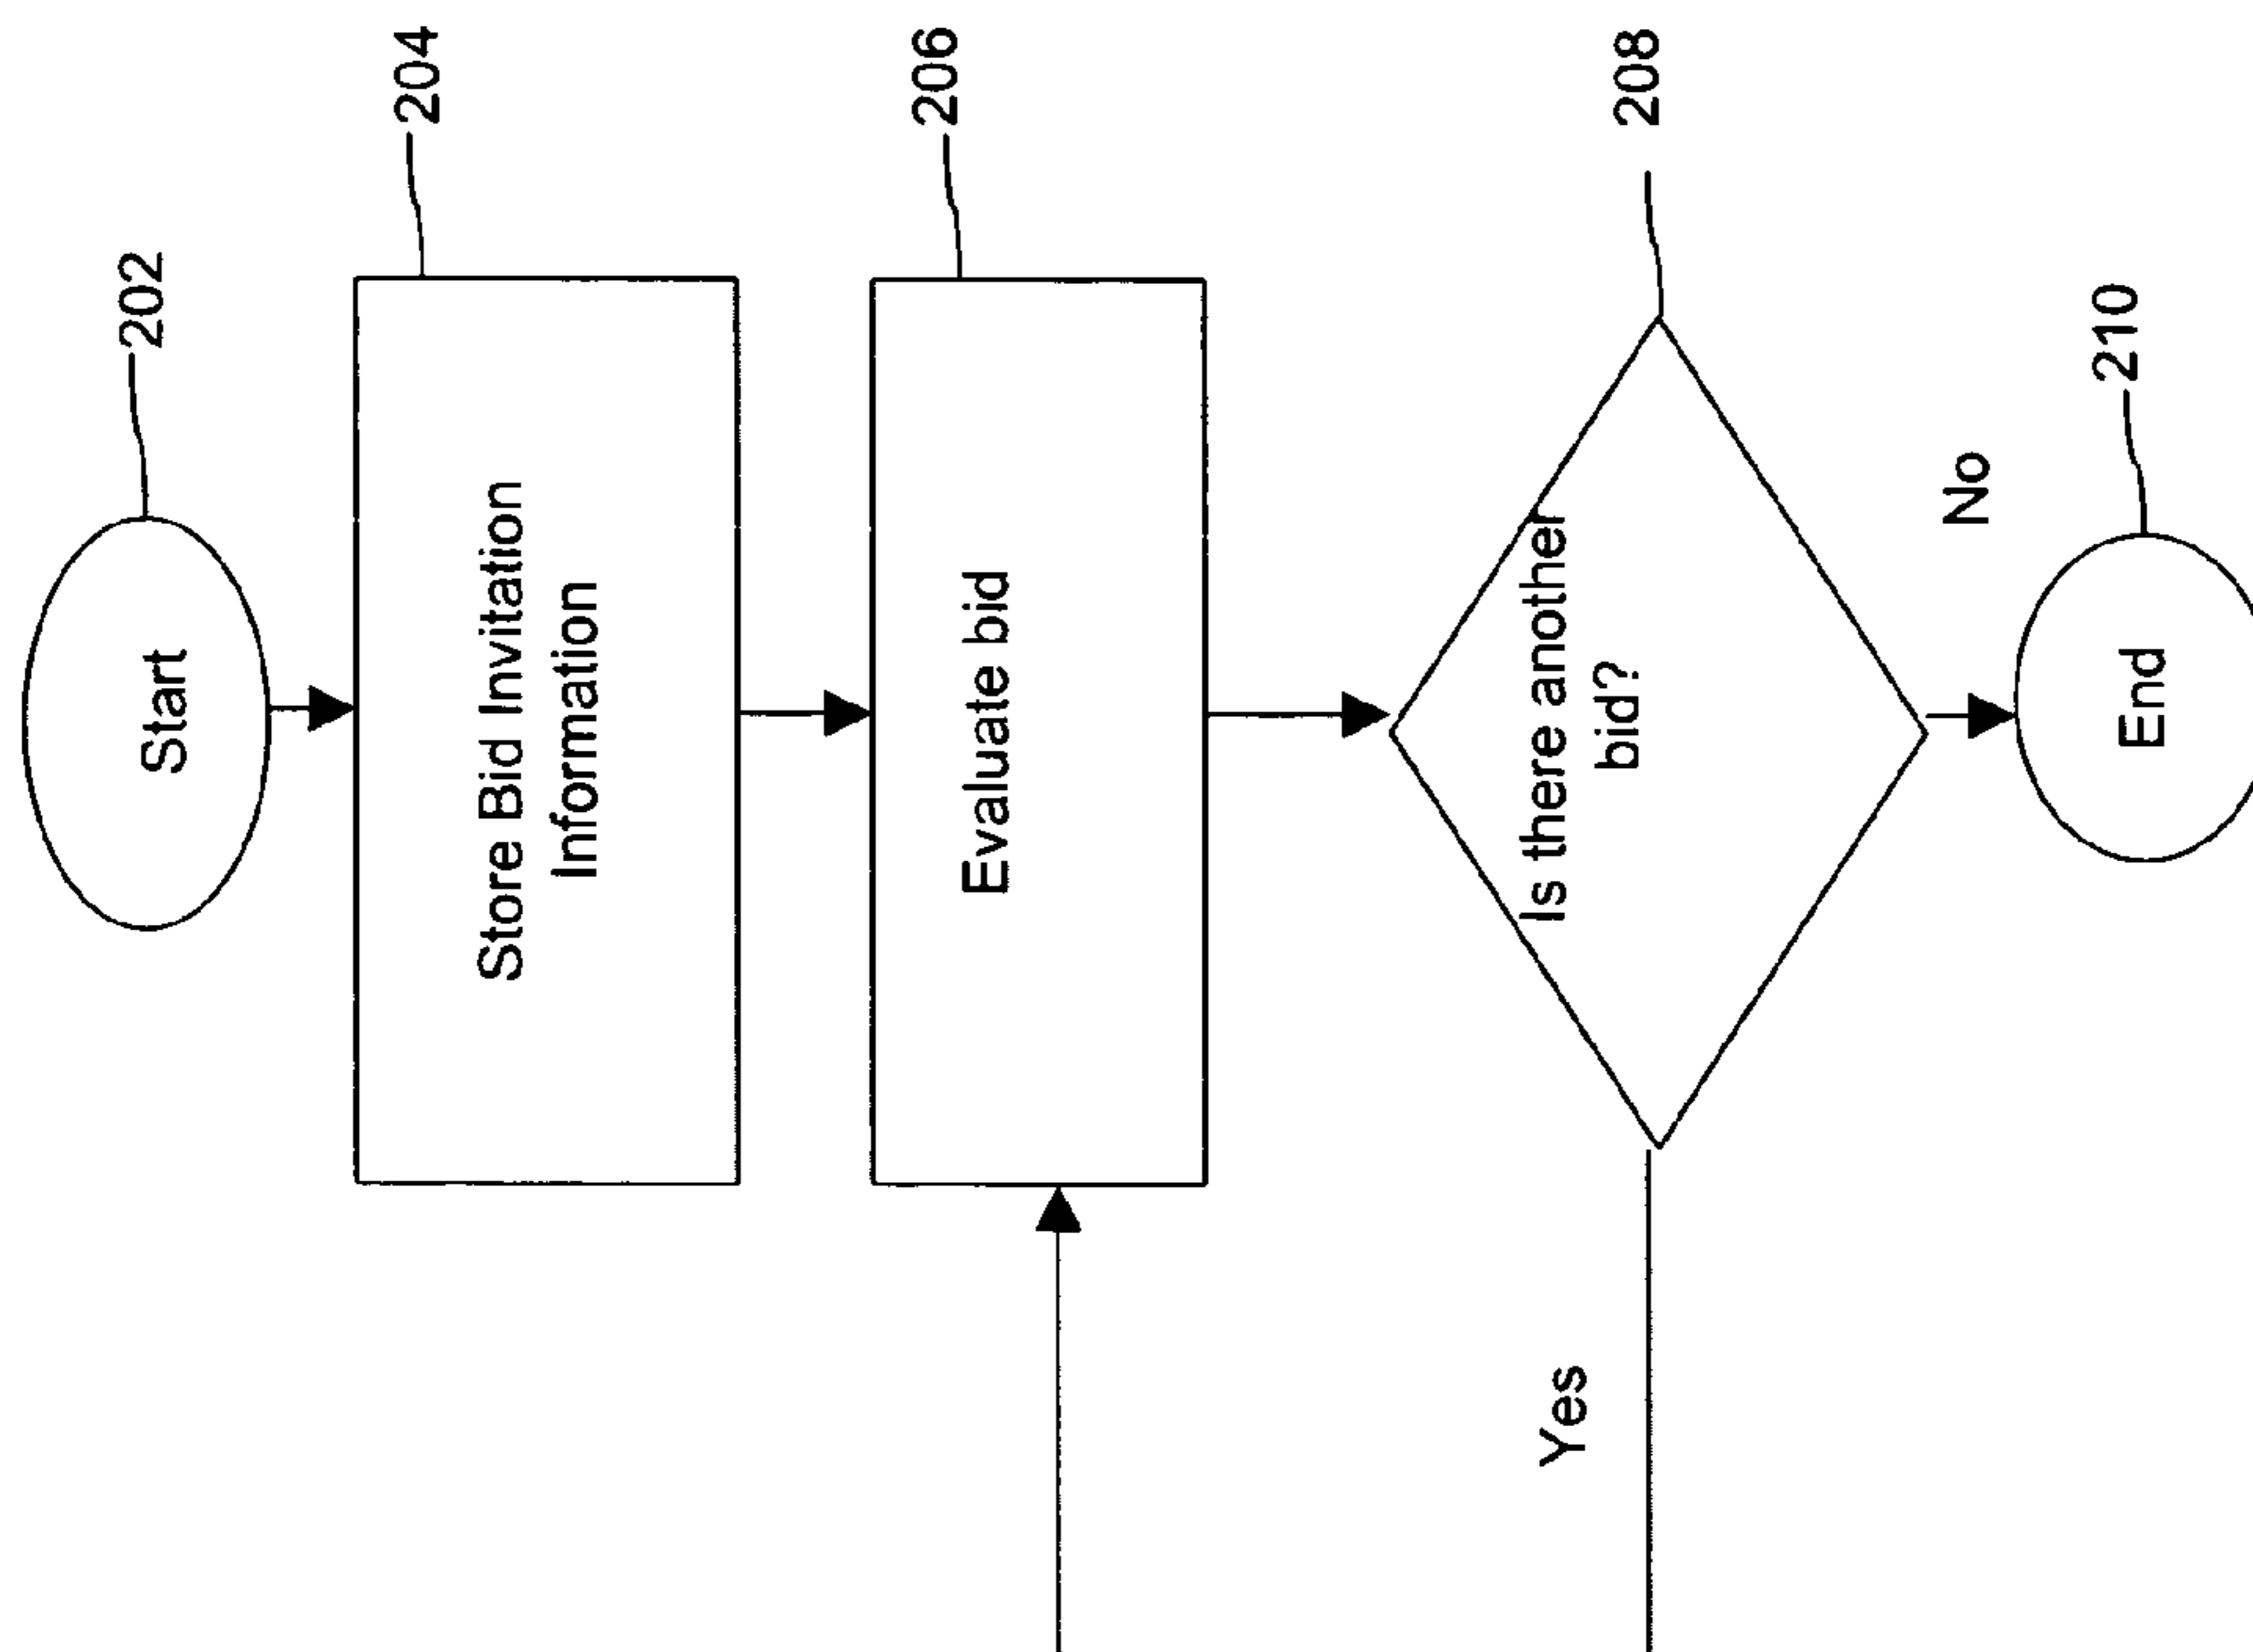 202
Start
204
Store Bid Invitation
Information
206
Evaluate bid
208
Is there another
bid?
Yes
No
210
End